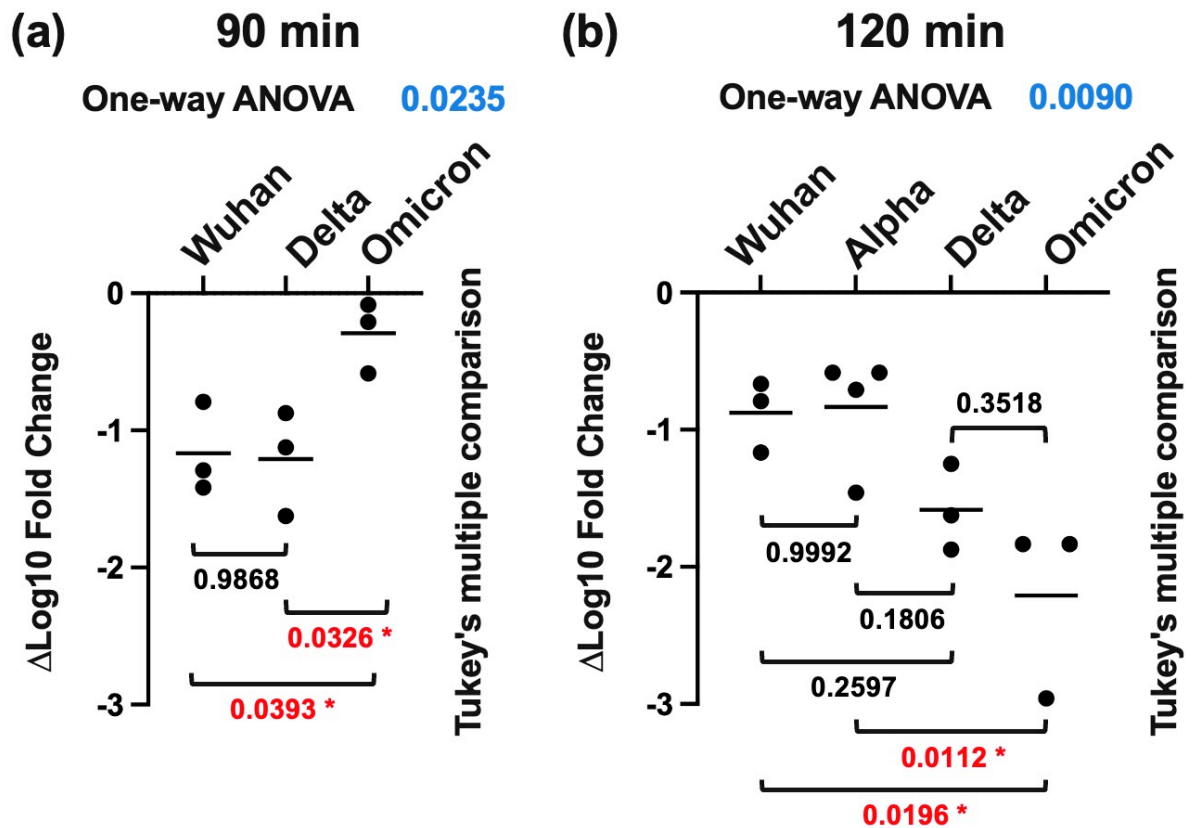 (a) 90 min
One-way ANOVA 0.0235
Wuhan
Delta
Omicron
ΔLog10 Fold Change
0
-1
-2
-3
0.9868
0.0326 *
0.0393 *
Tukey's multiple comparison
(b) 120 min
One-way ANOVA 0.0090
Wuhan
Alpha
Delta
Omicron
ΔLog10 Fold Change
0
-1
-2
-3
0.3518
0.9992
0.1806
0.2597
0.0112 *
0.0196 *
Tukey's multiple comparison